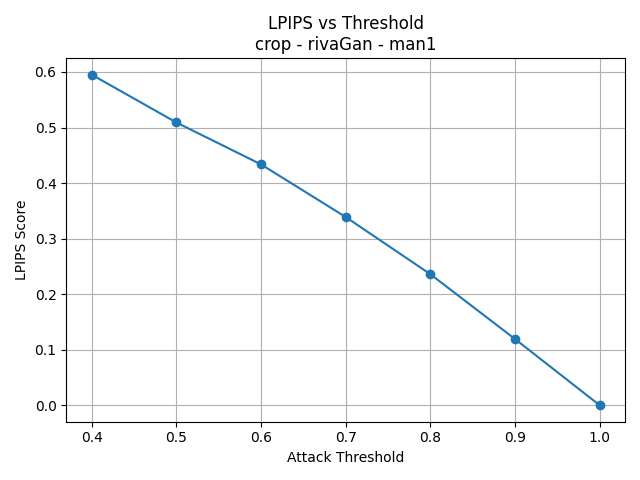 LPIPS vs Threshold
crop - rivaGan - man1
0.6
0.5
0.4
0.3
0.2
0.1
0.0
LPIPS Score
0.4 0.5 0.6 0.7 0.8 0.9 1.0
Attack Threshold